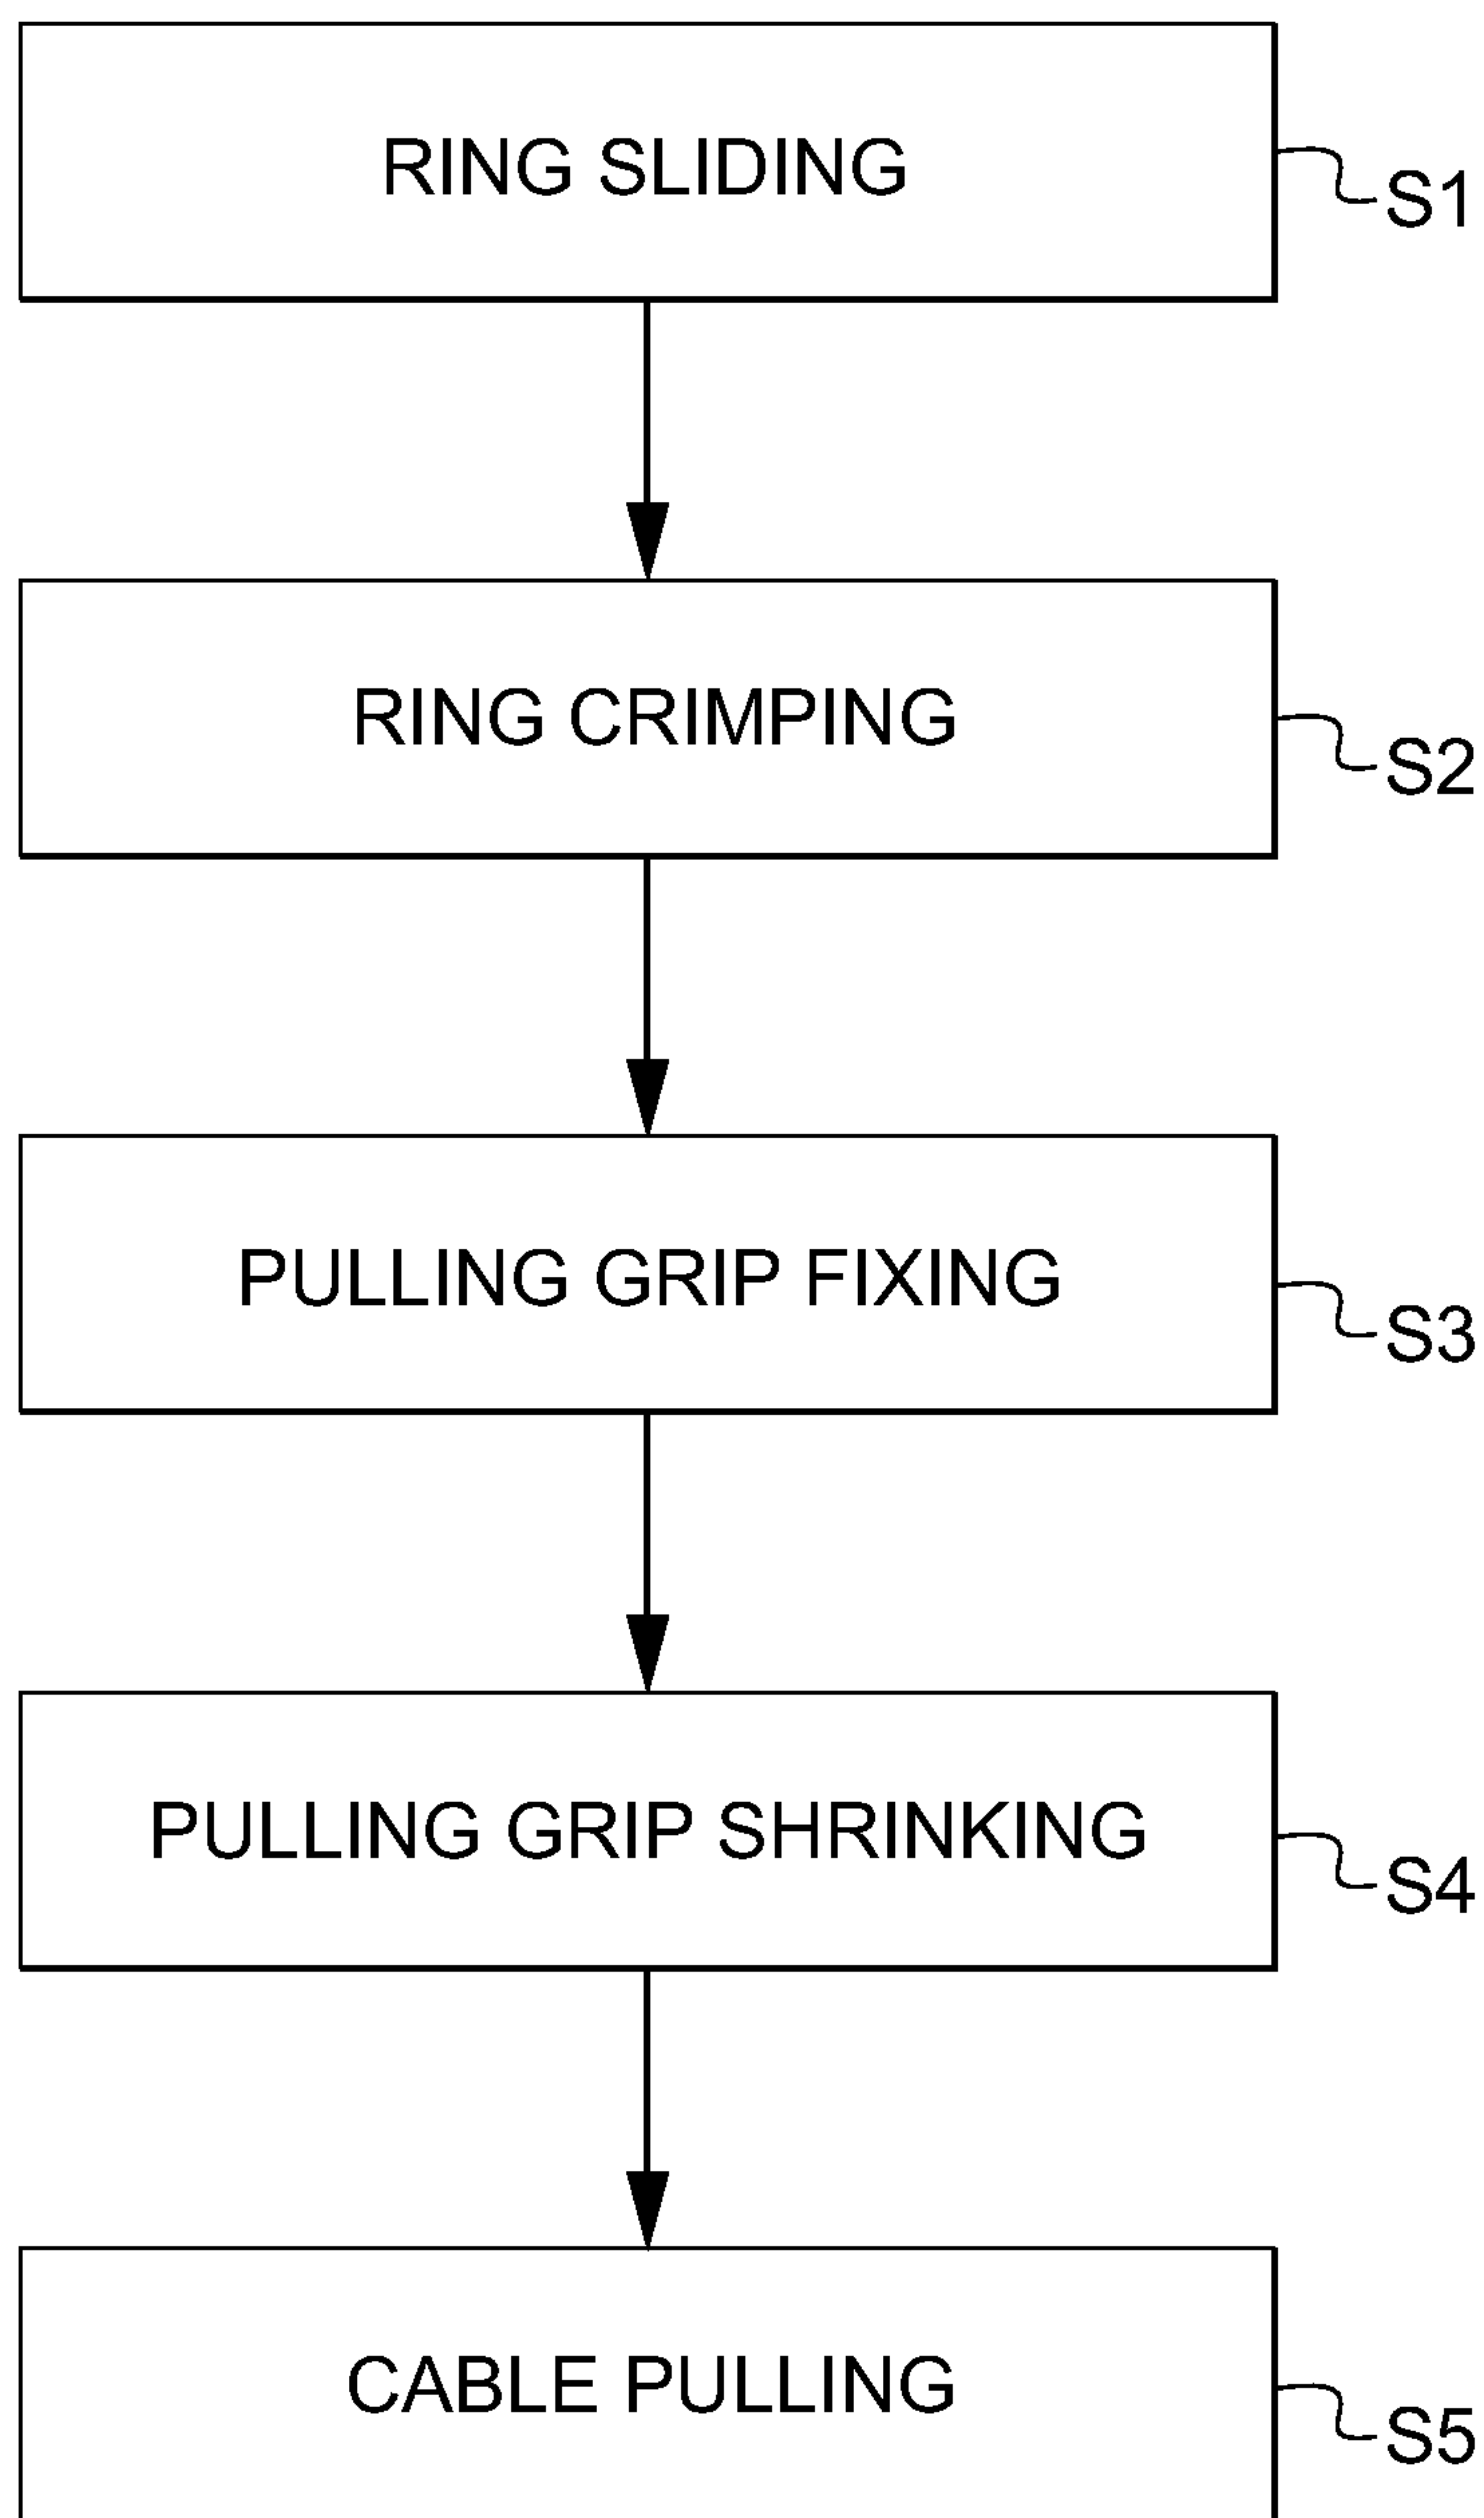 RING SLIDING
S1
RING CRIMPING
S2
PULLING GRIP FIXING
S3
PULLING GRIP SHRINKING
S4
CABLE PULLING
S5